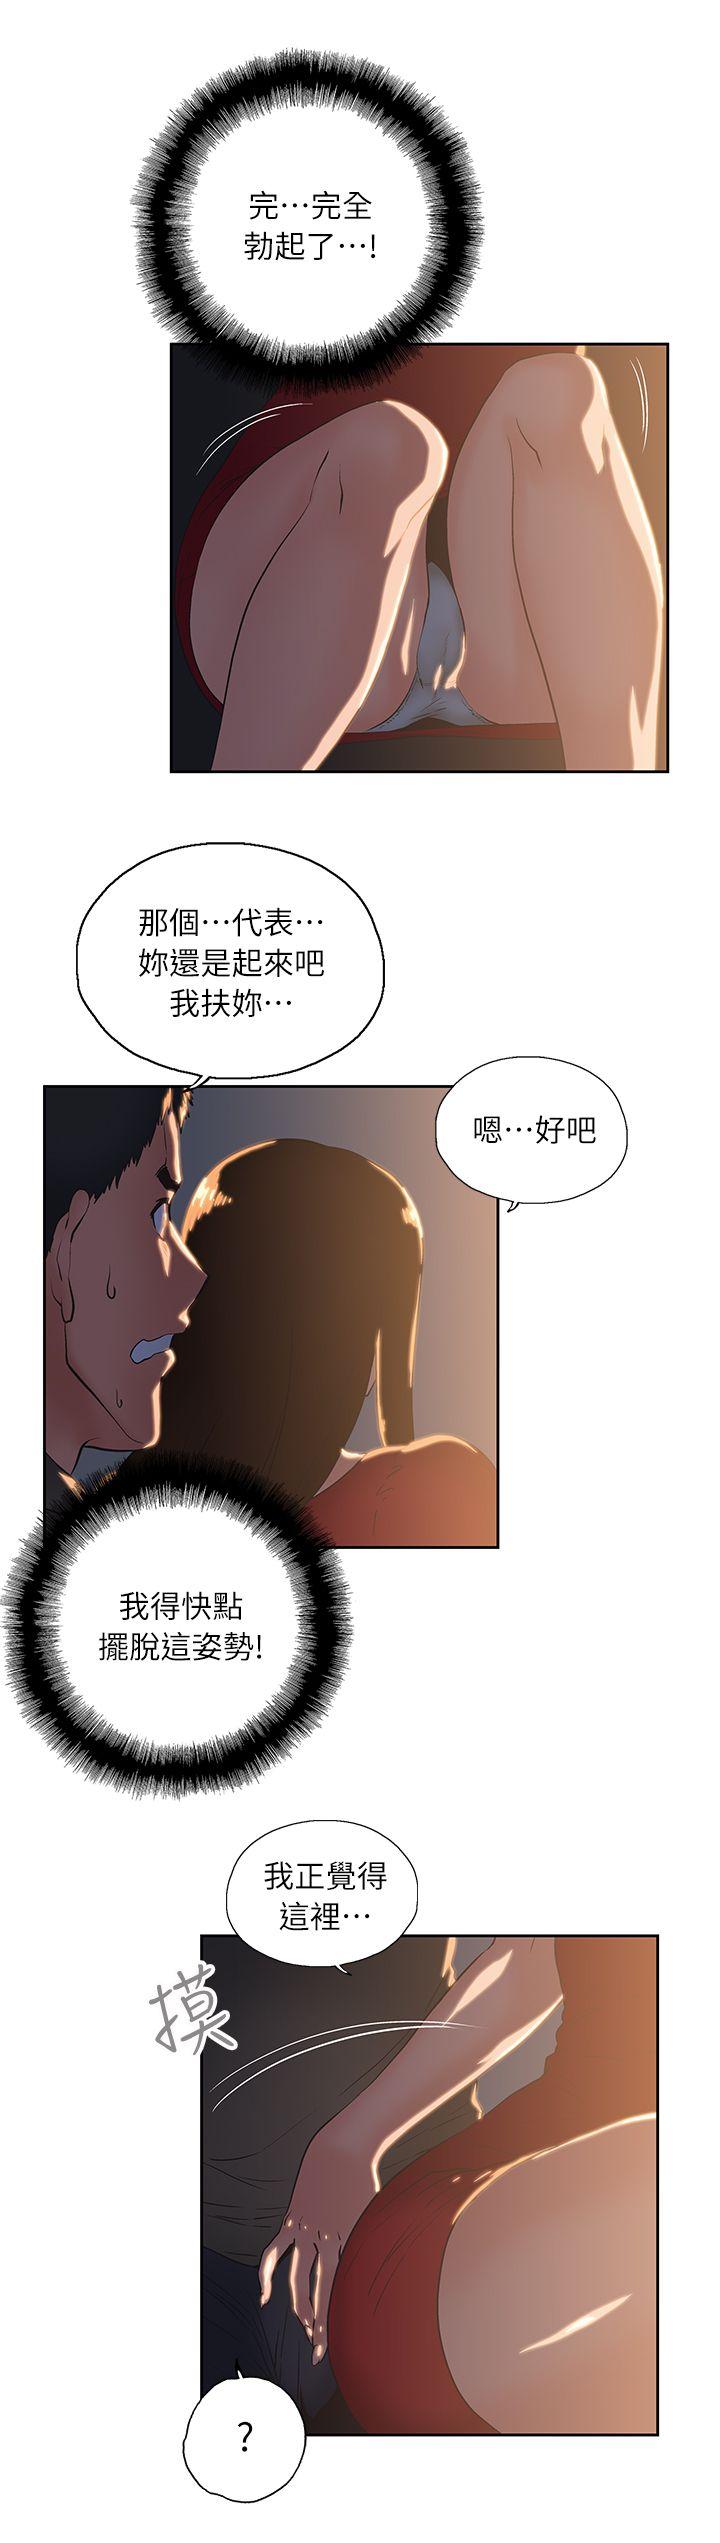 完…完全
勃起了…!
那個…代表…
妳還是起來吧
我扶妳…
嗯…好吧
我得快點
擺脫這姿勢!
我正覺得
這裡…
摸
?